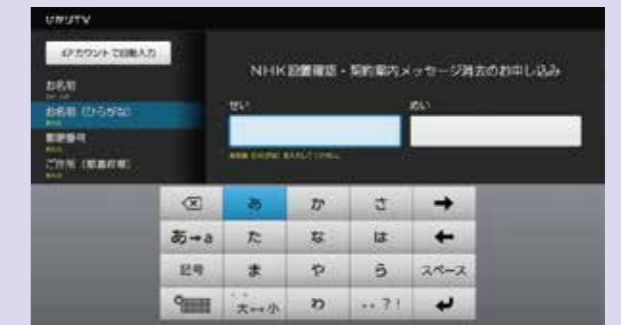 ひかりTV
dアカウントで自動入力
NHK設置確認・契約案内メッセージ消去のお申し込み
お名前
お名前（ひらがな）
せい
めい
郵便番号
ご住所（都道府県）
あ
か
さ
→
あ→a
た
な
は
←
記号
ま
や
ら
スペース
大↔小
わ
､｡?!